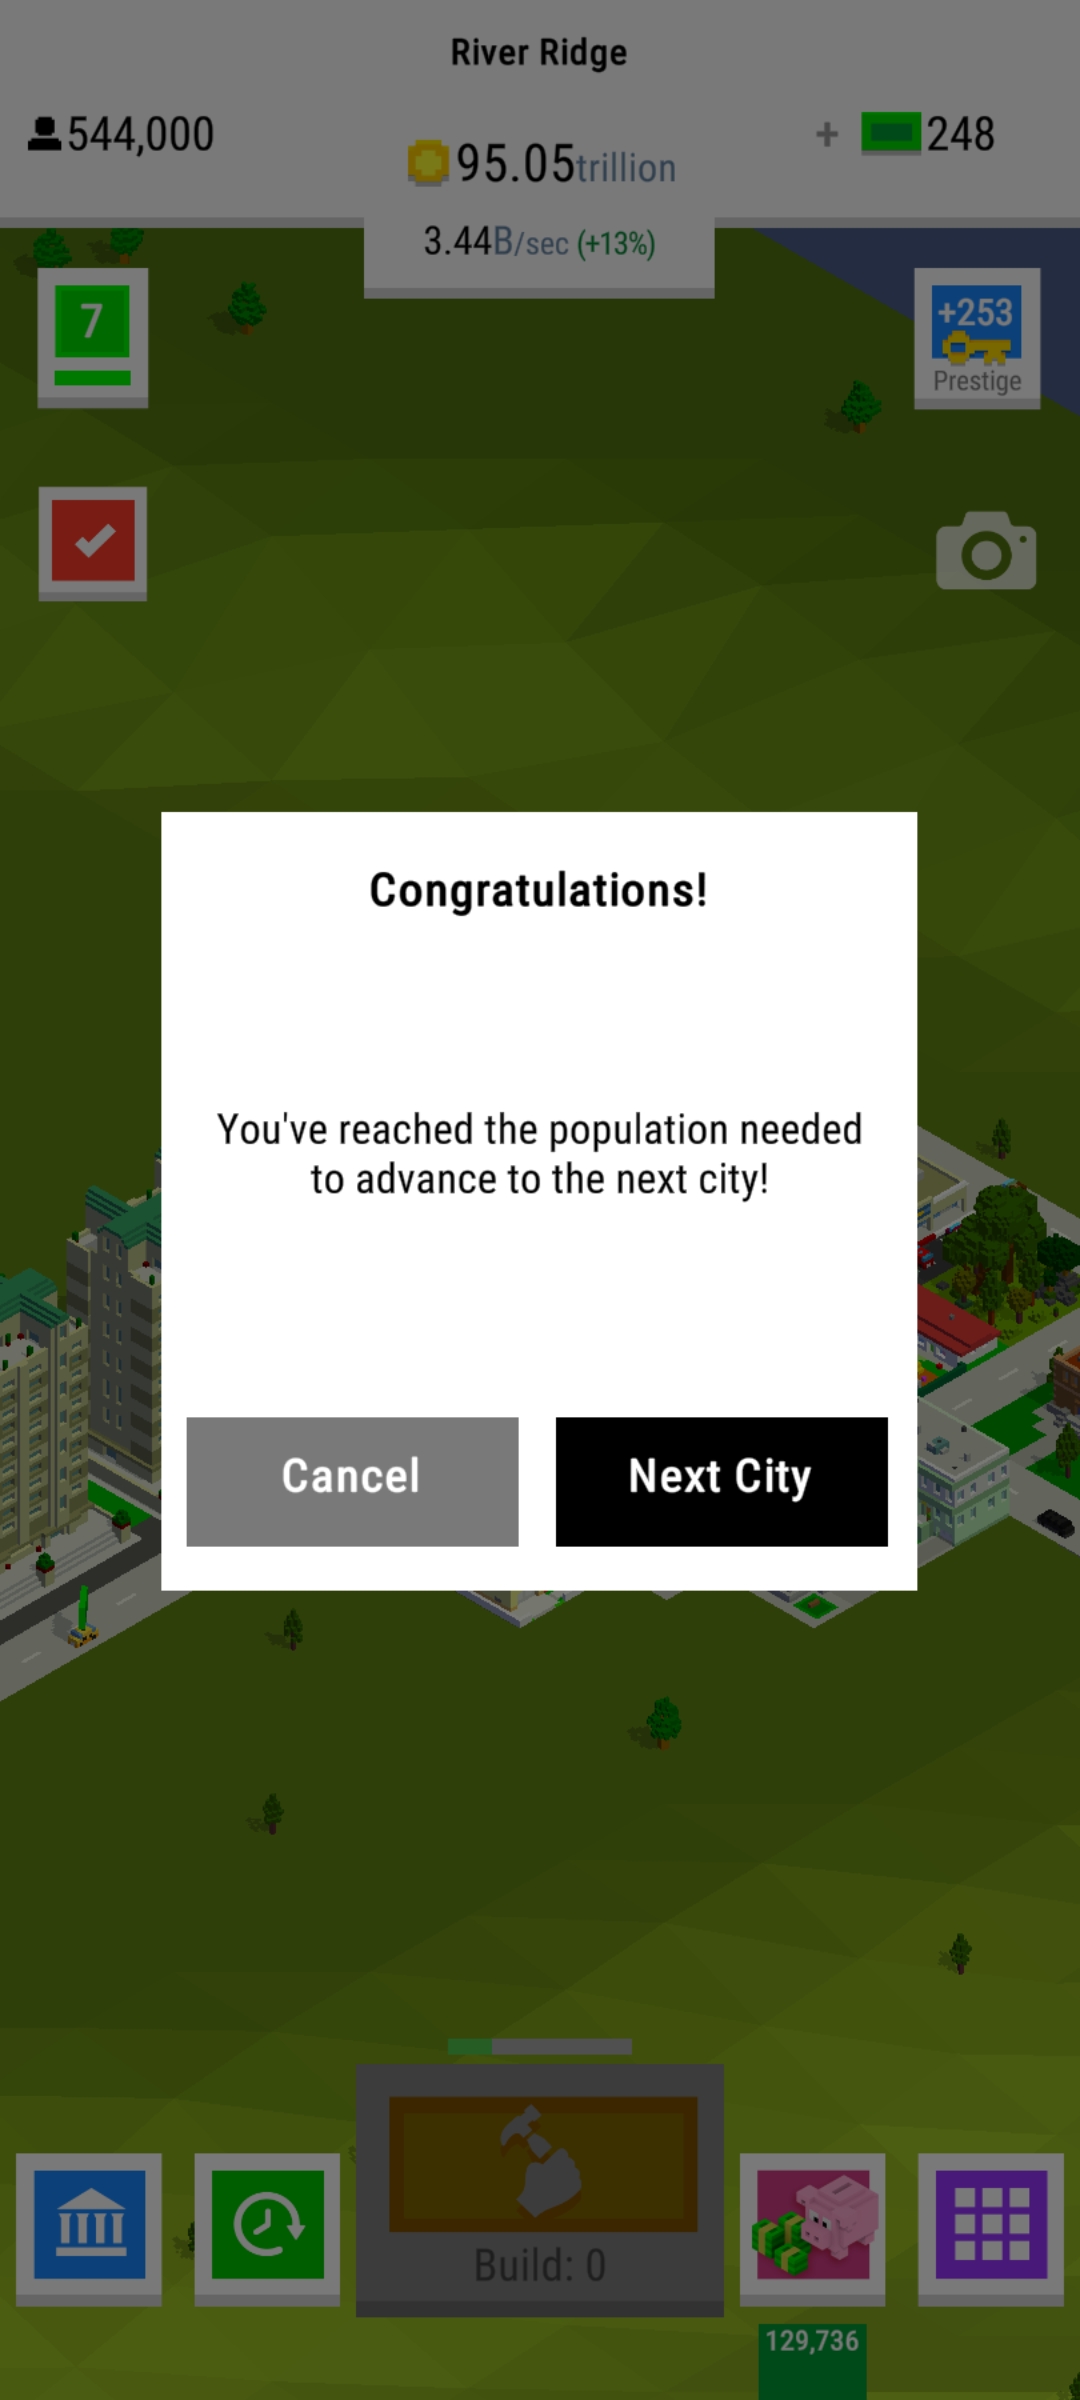 River Ridge
544,000
95.05trillion
+ 248
3.44B/sec (+13%)
7
+253
Prestige
Congratulations!
You've reached the population needed
to advance to the next city!
Cancel
Next City
Build: 0
129,736